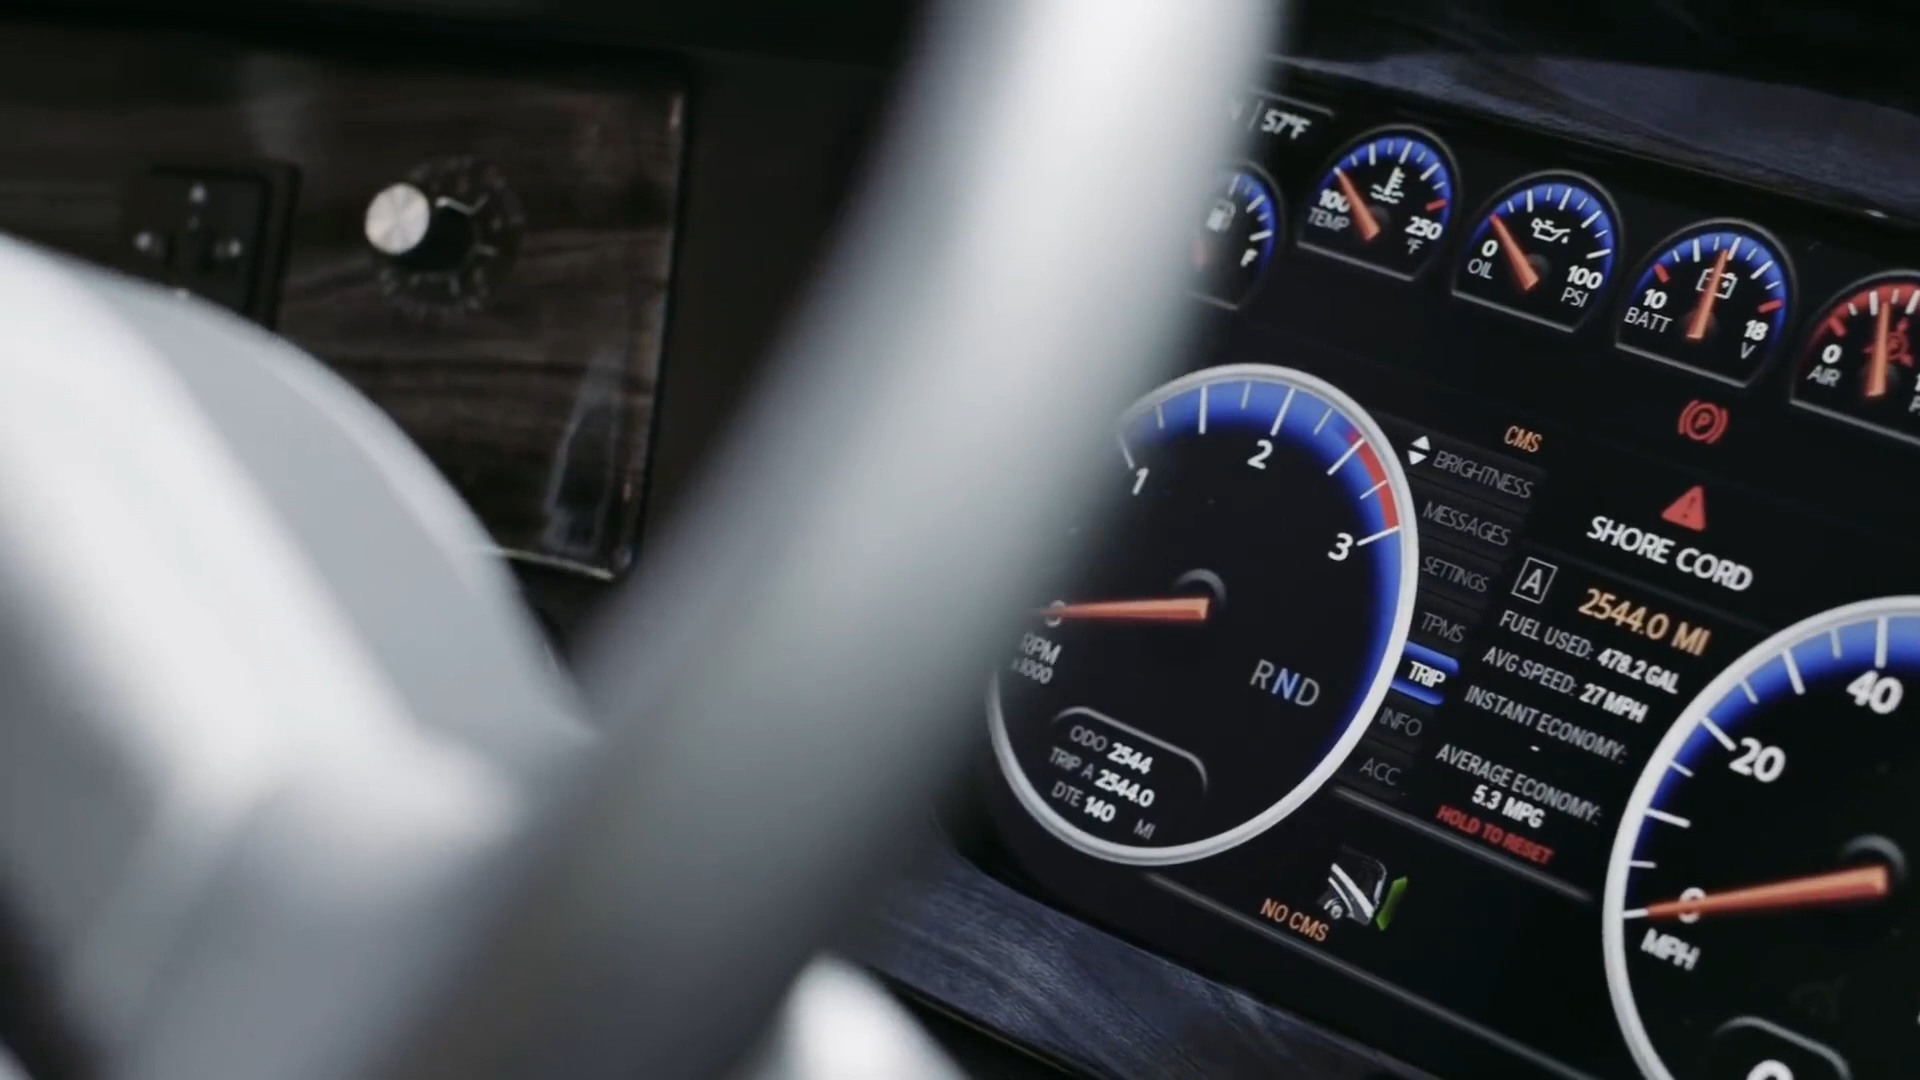 57°F
F
100
TEMP
250
°F
0
OIL
100
PSI
10
BATT
18
V
0
AIR
1
2
3
0
RPM
x1000
RND
ODO 2544
TRIP A 2544.0
DTE 140 MI
CMS
BRIGHTNESS
MESSAGES
SETTINGS
TPMS
TRIP
INFO
ACC
SHORE CORD
A
2544.0 MI
FUEL USED: 478.2 GAL
AVG SPEED: 27 MPH
INSTANT ECONOMY:
-
AVERAGE ECONOMY:
5.3 MPG
HOLD TO RESET
NO CMS
P
40
20
0
MPH